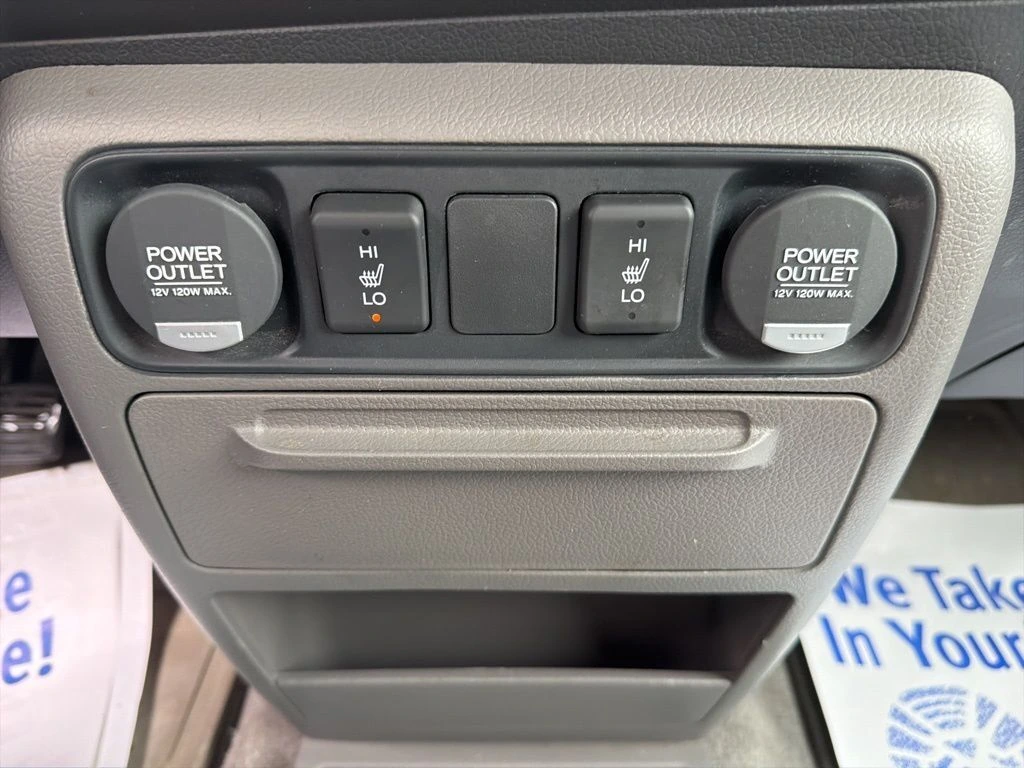 POWER
OUTLET
12V 120W MAX.
HI
LO
HI
LO
POWER
OUTLET
12V 120W MAX.
e!
We Take
In Your